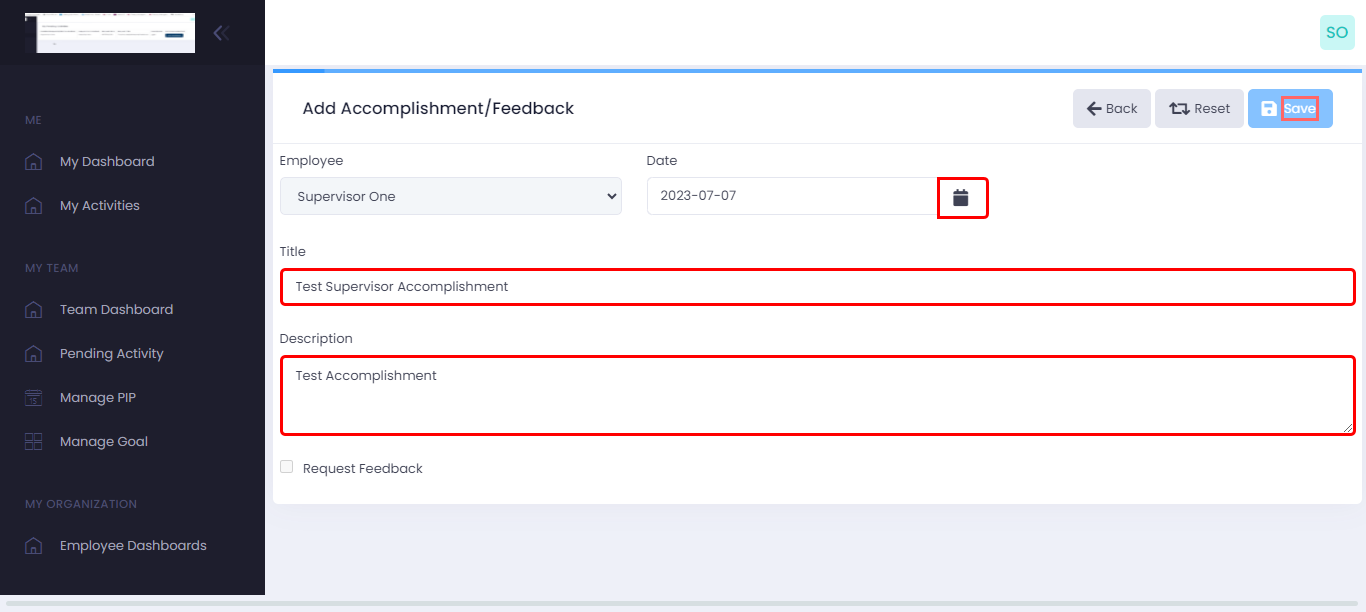 SO
ME
My Dashboard
My Activities
MY TEAM
Team Dashboard
Pending Activity
Manage PIP
Manage Goal
MY ORGANIZATION
Employee Dashboards
Add Accomplishment/Feedback
Back
Reset
Save
Employee
Date
Supervisor One
2023-07-07
Title
Test Supervisor Accomplishment
Description
Test Accomplishment
Request Feedback